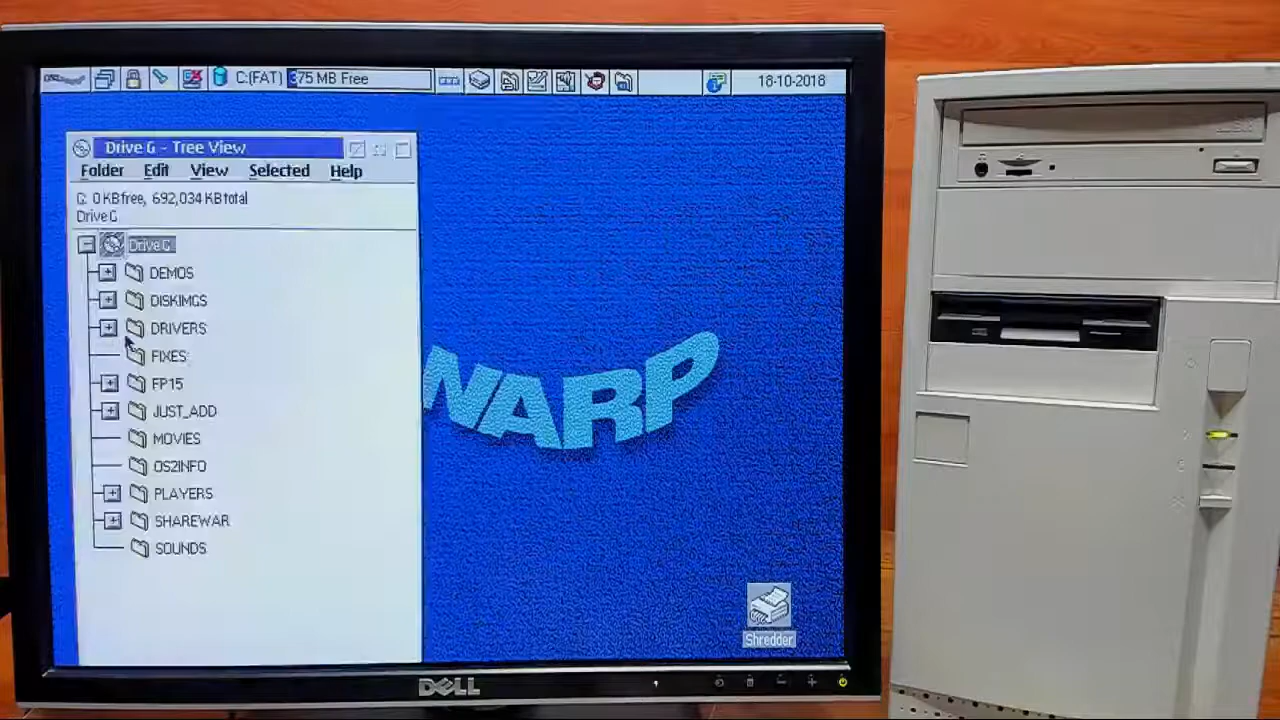 C:(FAT) 375 MB Free 18-10-2018
Drive G - Tree View
Folder Edit View Selected Help
G: 0 KB free, 692,034 KB total
Drive G
Drive G
DEMOS
DISKIMGS
DRIVERS
FIXES
FP15
JUST_ADD
MOVIES
OS2INFO
PLAYERS
SHAREWAR
SOUNDS
WARP
Shredder
DELL